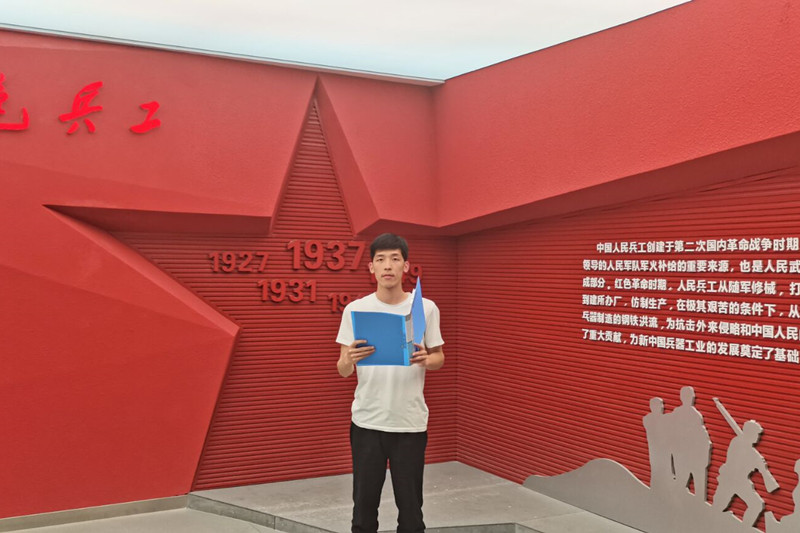 兵工
1927 1937
1931 19
中国人民兵工创建于第二次国内革命战争时期
领导的人民军队军火补给的重要来源，也是人民武
成部分。红色革命时期，人民兵工从随军修械，打
到建所办厂，仿制生产，在极其艰苦的条件下，从
兵器制造的钢铁洪流，为抗击外来侵略和中国人民
了重大贡献，为新中国兵器工业的发展奠定了基础